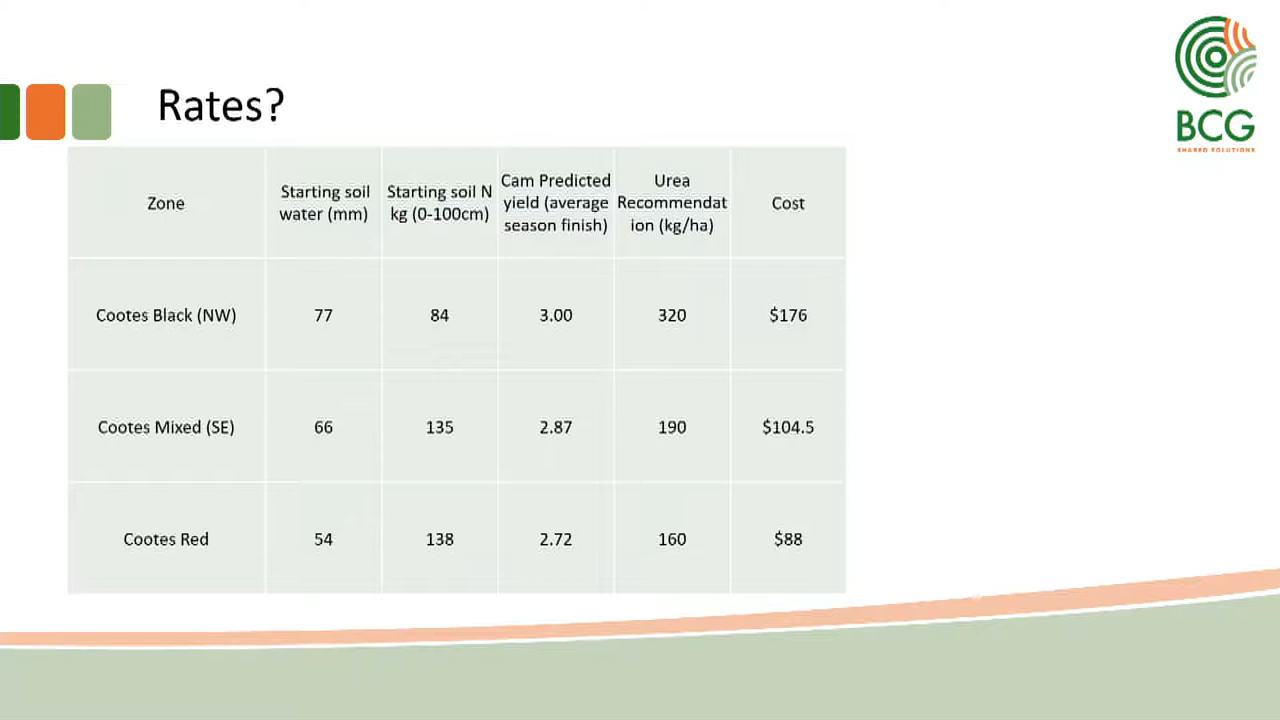 BCG
SHARED SOLUTIONS
Rates?
Zone
Starting soil
water (mm)
Starting soil N
kg (0-100cm)
Cam Predicted
yield (average
season finish)
Urea
Recommendat
ion (kg/ha)
Cost
Cootes Black (NW)
77
84
3.00
320
$176
Cootes Mixed (SE)
66
135
2.87
190
$104.5
Cootes Red
54
138
2.72
160
$88